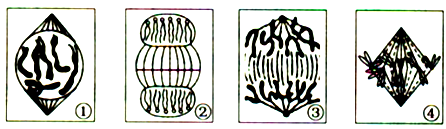 ① ② ③ ④